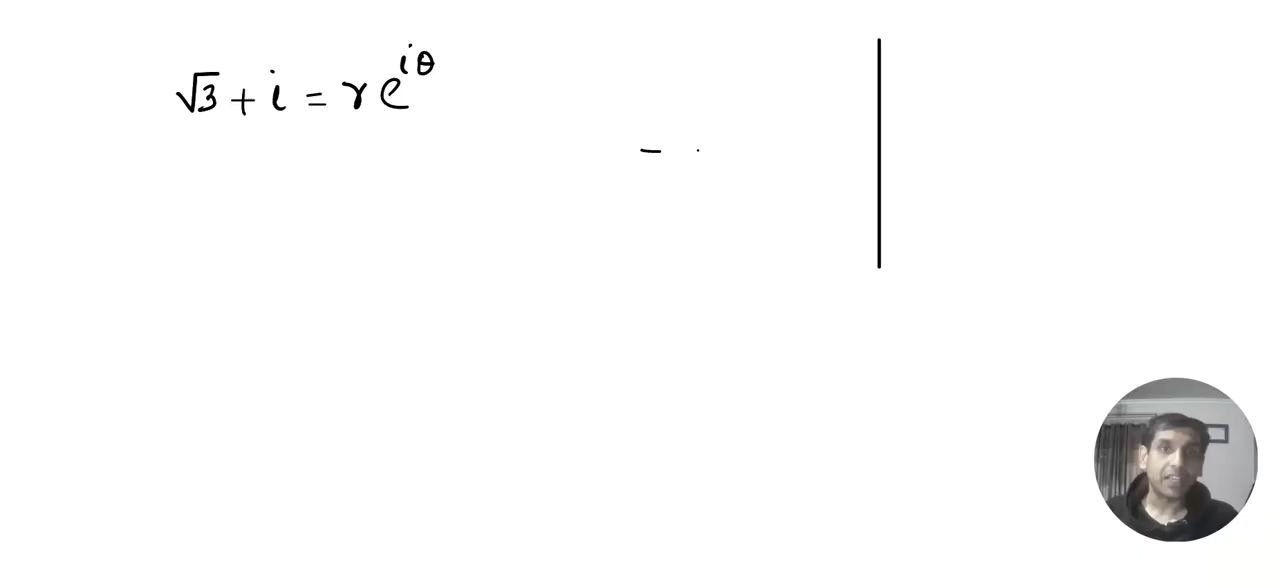 √3 + i = r e^{iθ}
-